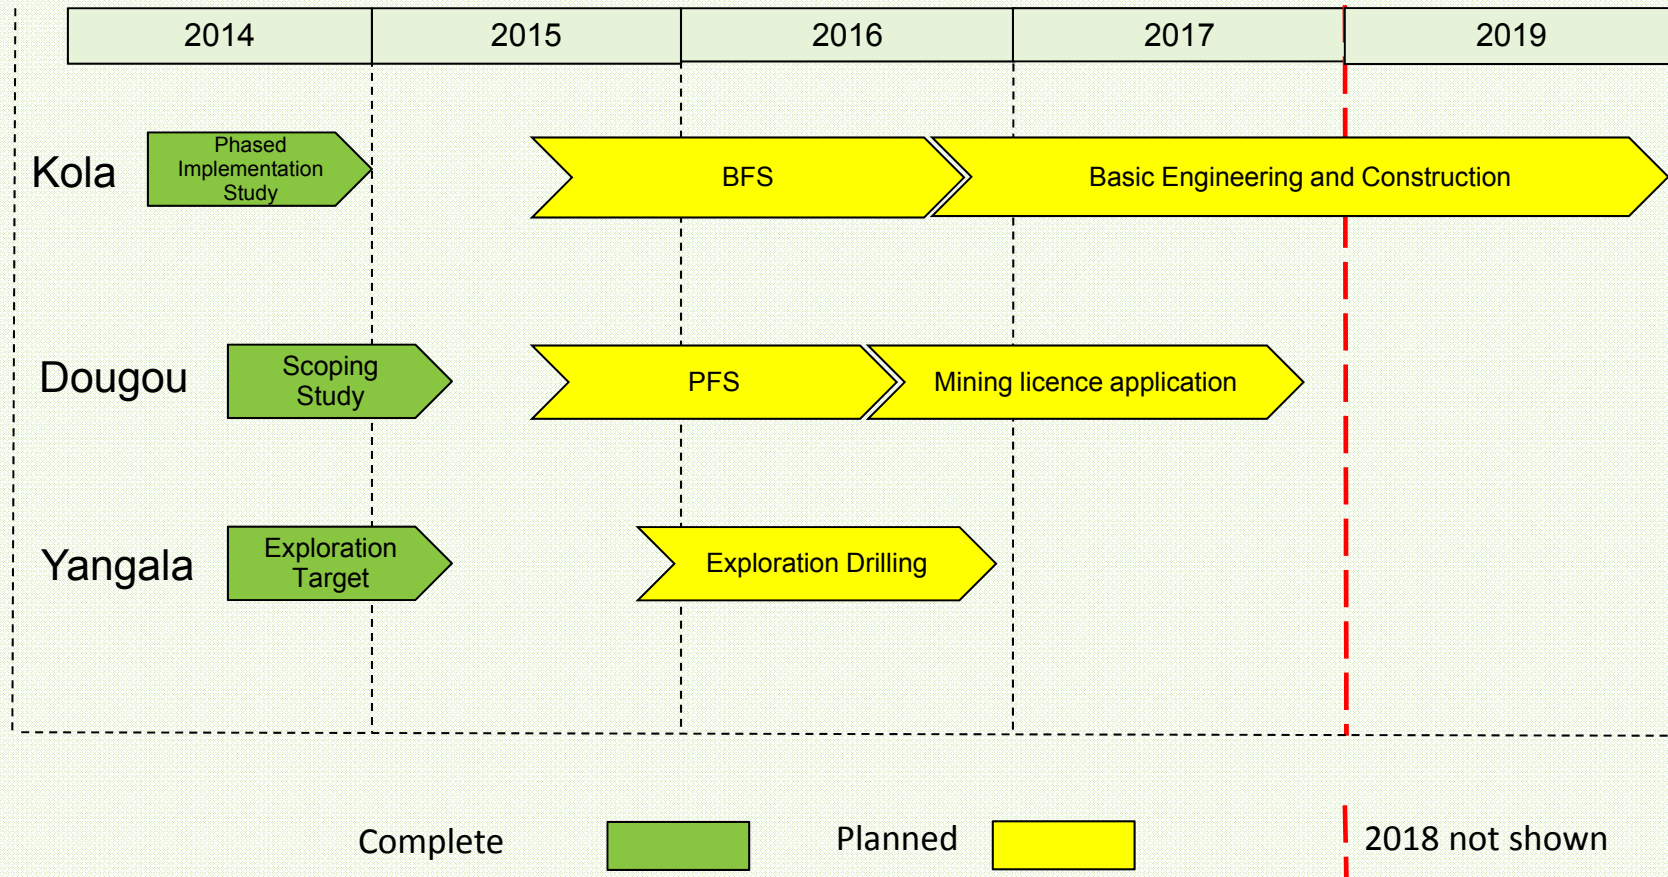 2014 2015 2016 2017 2019
Kola
Phased
Implementation
Study
BFS
Basic Engineering and Construction
Dougou
Scoping
Study
PFS
Mining licence application
Yangala
Exploration
Target
Exploration Drilling
Complete
Planned
2018 not shown